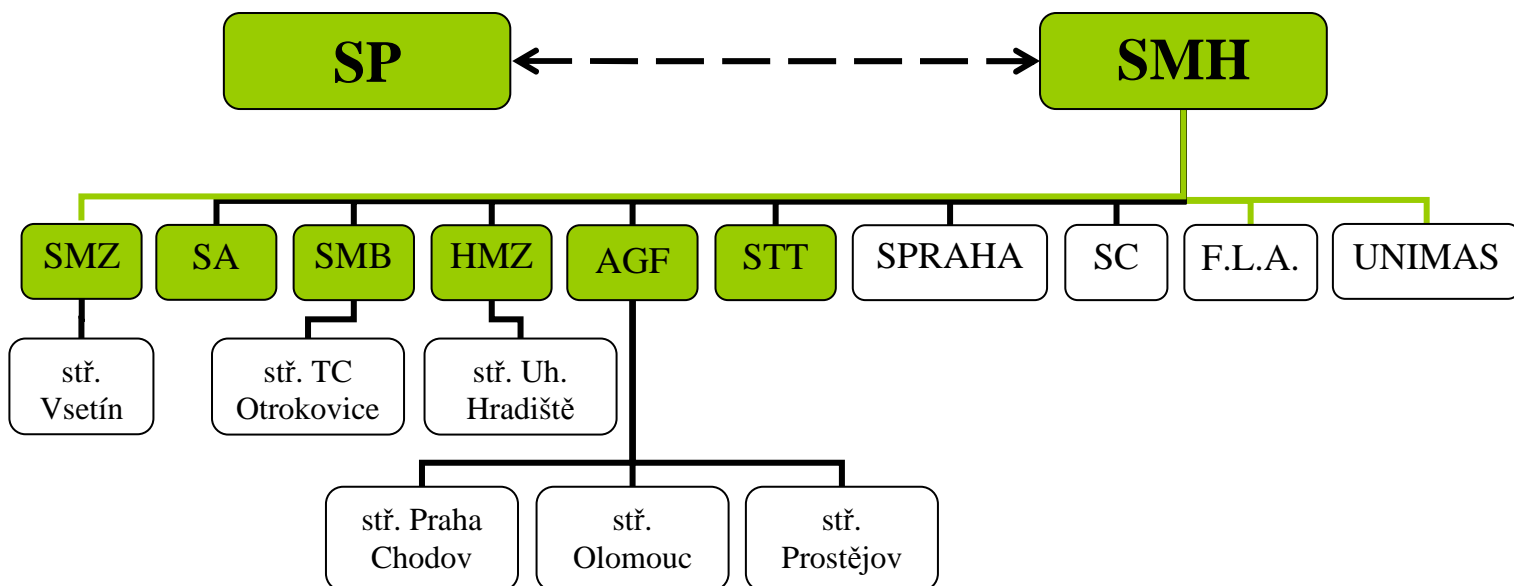 SP
SMH
SMZ
SA
SMB
HMZ
AGF
STT
SPRAHA
SC
F.L.A.
UNIMAS
stř.
Vsetín
stř. TC
Otrokovice
stř. Uh.
Hradiště
stř. Praha
Chodov
stř.
Olomouc
stř.
Prostějov